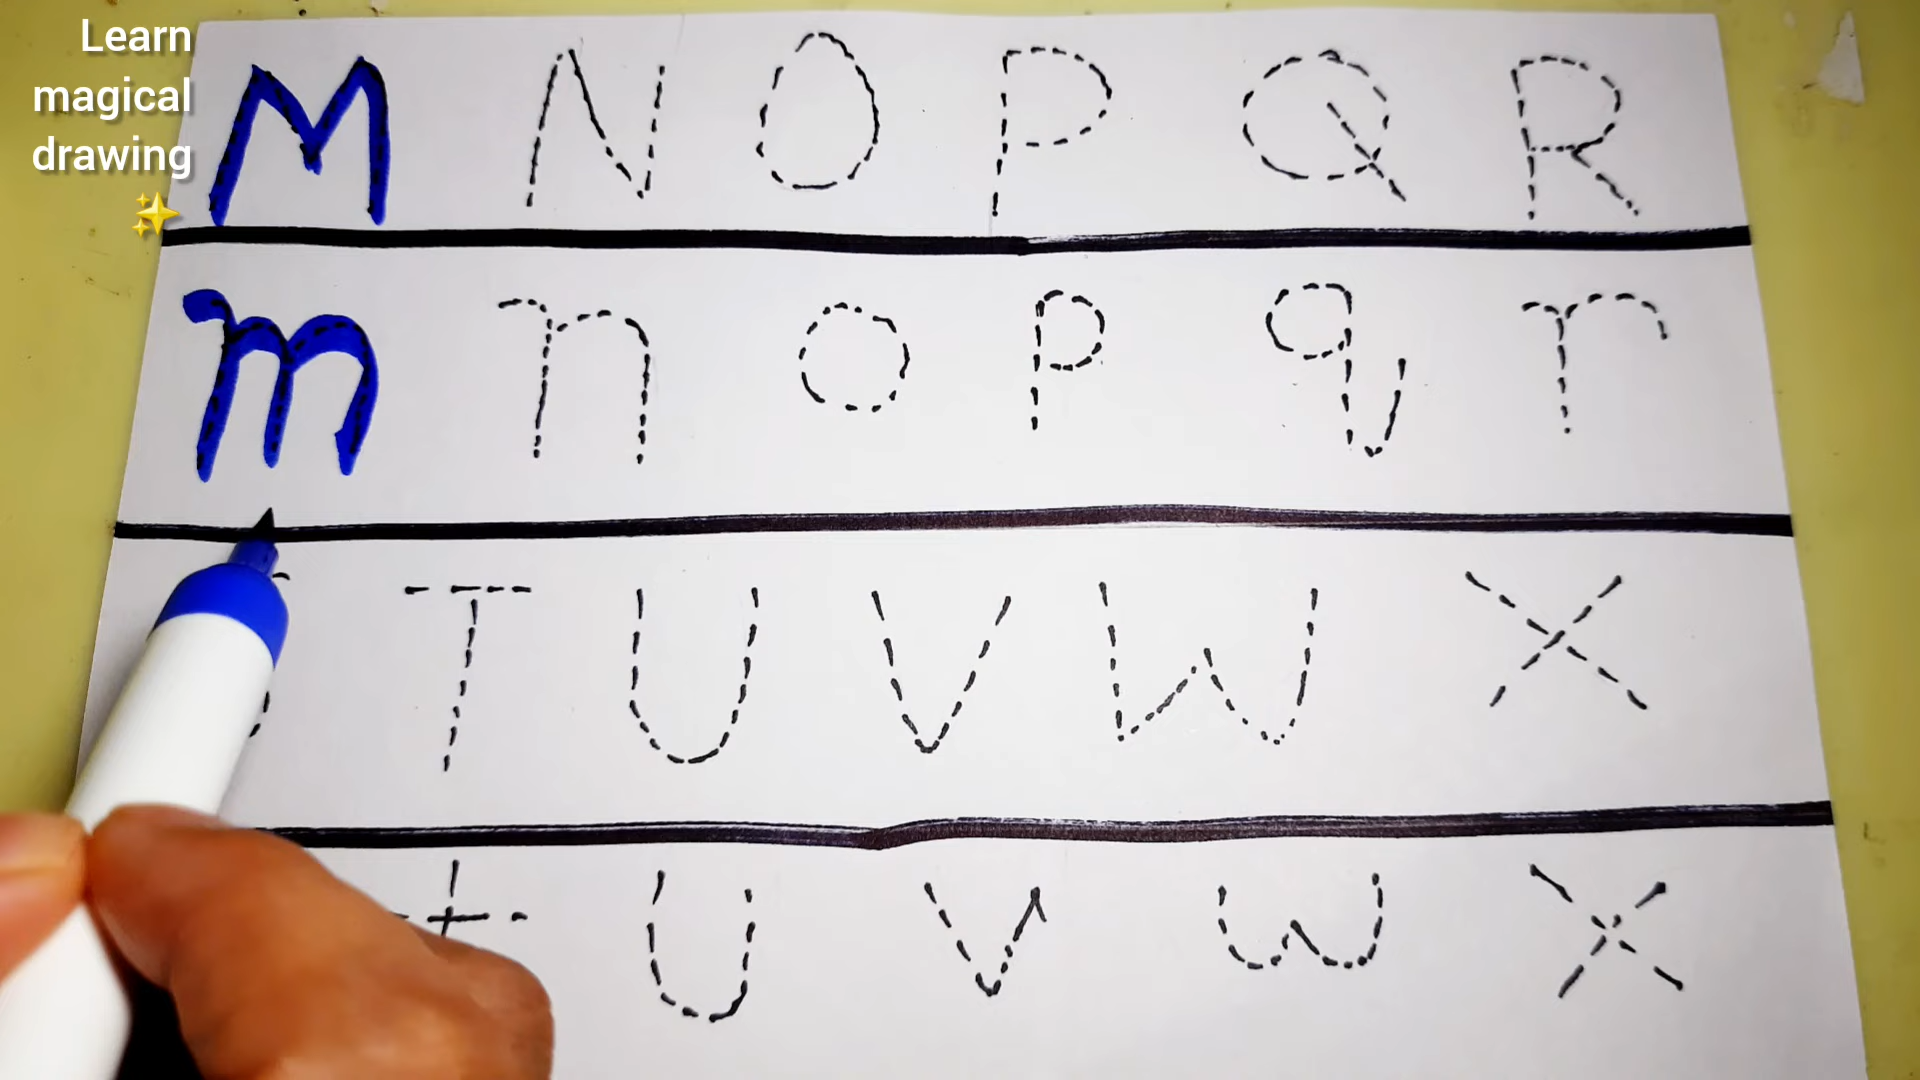 Learn
magical
drawing
M N O P Q R
m n o p q r
T U V W X
t u v w x